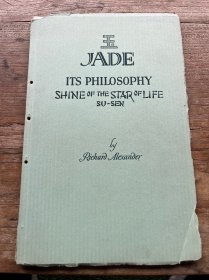 JADE
ITS PHILOSOPHY
SHINE OF THE STAR OF LIFE
SU-SEN
by
Richard Alexander